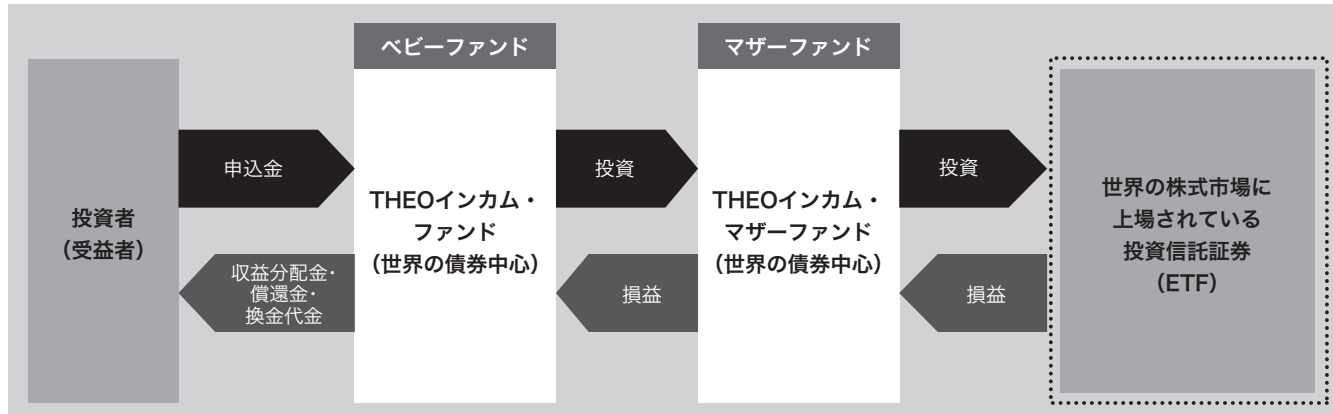 ベビーファンド
マザーファンド
投資者
（受益者）
申込金
収益分配金・
償還金・
換金代金
THEOインカム・
ファンド
（世界の債券中心）
投資
損益
THEOインカム・
マザーファンド
（世界の債券中心）
投資
損益
世界の株式市場に
上場されている
投資信託証券
（ETF）